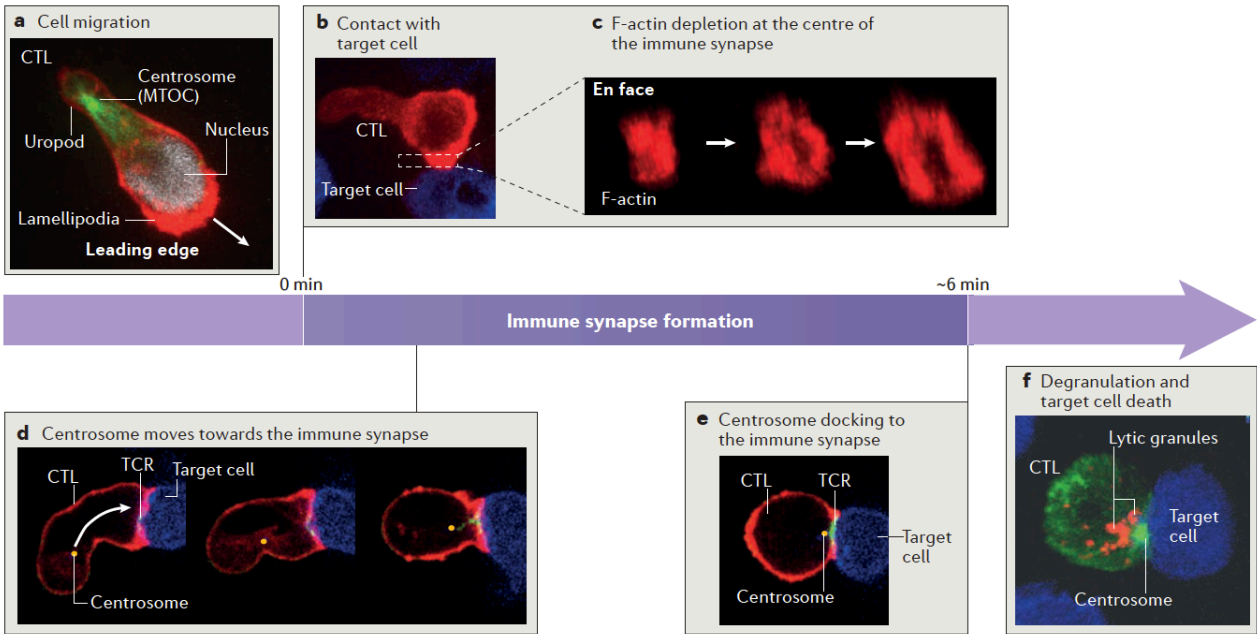 a Cell migration
CTL
Centrosome
(MTOC)
Nucleus
Uropod
Lamellipodia
Leading edge
b Contact with
target cell
CTL
Target cell
c F-actin depletion at the centre of
the immune synapse
En face
F-actin
0 min
~6 min
Immune synapse formation
d Centrosome moves towards the immune synapse
CTL
TCR
Target cell
Centrosome
e Centrosome docking to
the immune synapse
CTL
TCR
Target
cell
Centrosome
f Degranulation and
target cell death
Lytic granules
CTL
Target
cell
Centrosome